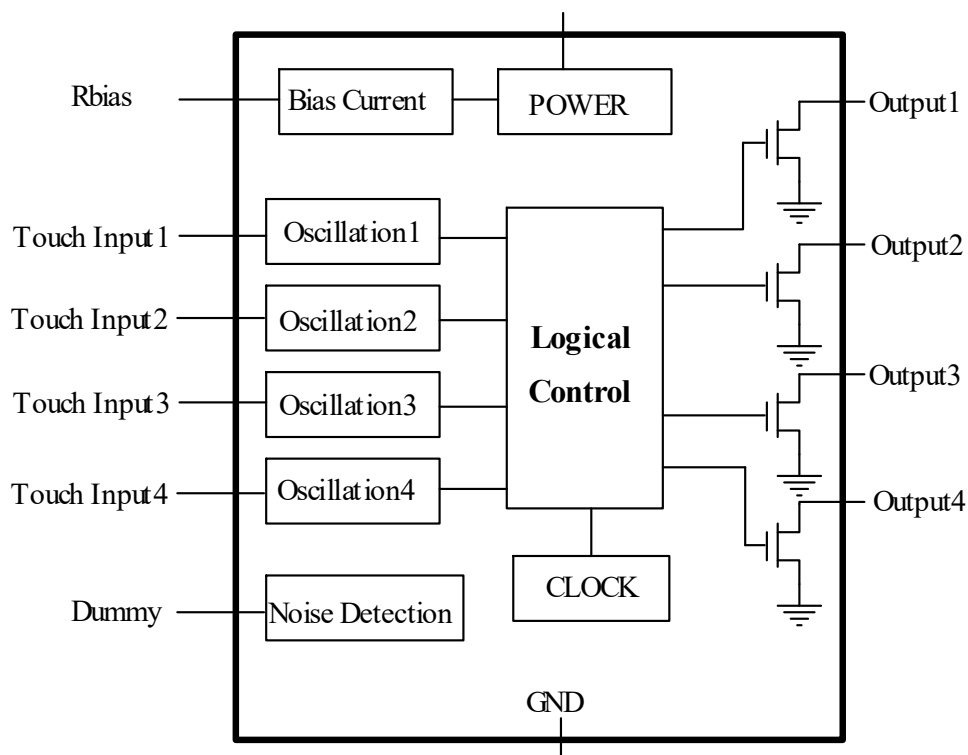 Rbias
Bias Current
POWER
Output1
Touch Input1
Oscillation1
Output2
Touch Input2
Oscillation2
Logical
Control
Touch Input3
Oscillation3
Output3
Touch Input4
Oscillation4
Output4
CLOCK
Dummy
Noise Detection
GND